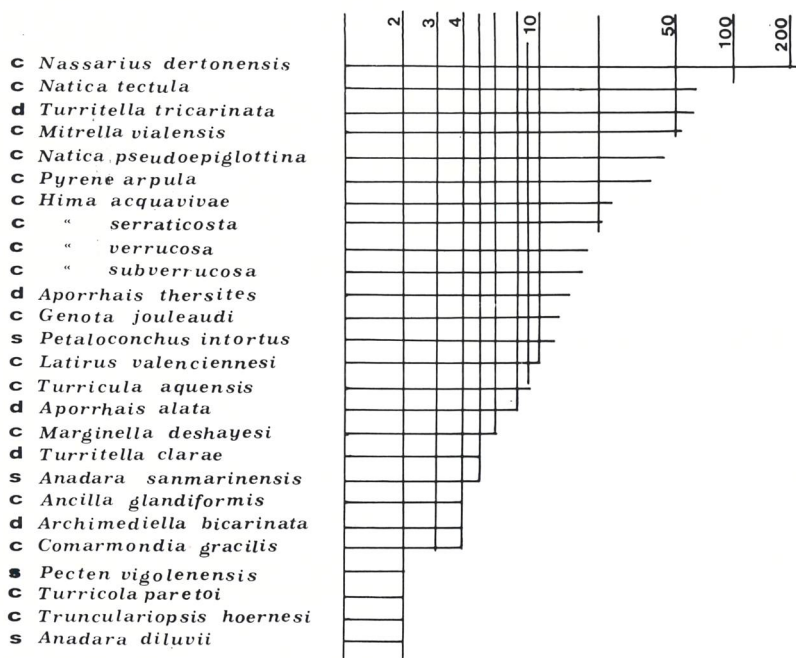 2 3 4 10 50 100 200
c Nassarius dertonensis
c Natica tectula
d Turritella tricarinata
c Mitrella vialensis
c Natica pseudoepiglottina
c Pyrene arpula
c Hima acquavivae
c “ serraticosta
c “ verrucosa
c “ subverrucosa
d Aporrhais thersites
c Genota jouleaudi
s Petaloconchus intortus
c Latirus valenciennesi
c Turricula aquensis
d Aporrhais alata
c Marginella deshayesi
d Turritella clarae
s Anadara sanmarinensis
c Ancilla glandiformis
d Archimediella bicarinata
c Comarmondia gracilis
s Pecten vigolenensis
c Turricola paretoi
c Trunculariopsis hoernesi
s Anadara diluvii